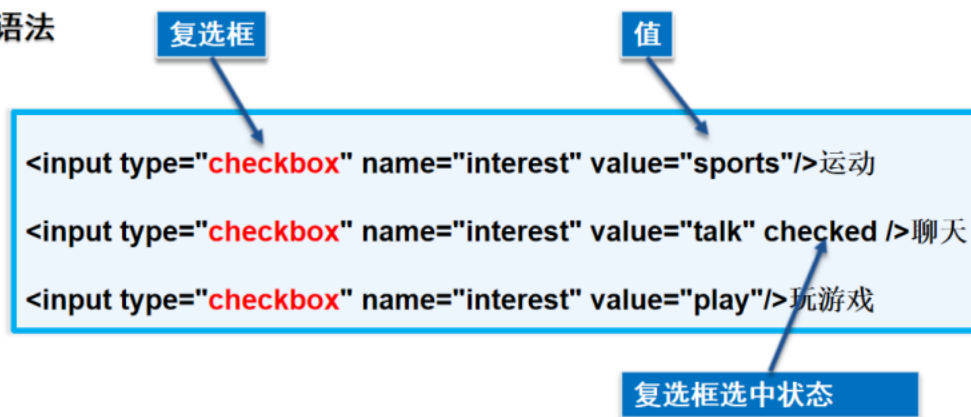 语法
复选框
值
<input type="checkbox" name="interest" value="sports"/>运动
<input type="checkbox" name="interest" value="talk" checked />聊天
<input type="checkbox" name="interest" value="play"/>玩游戏
复选框选中状态